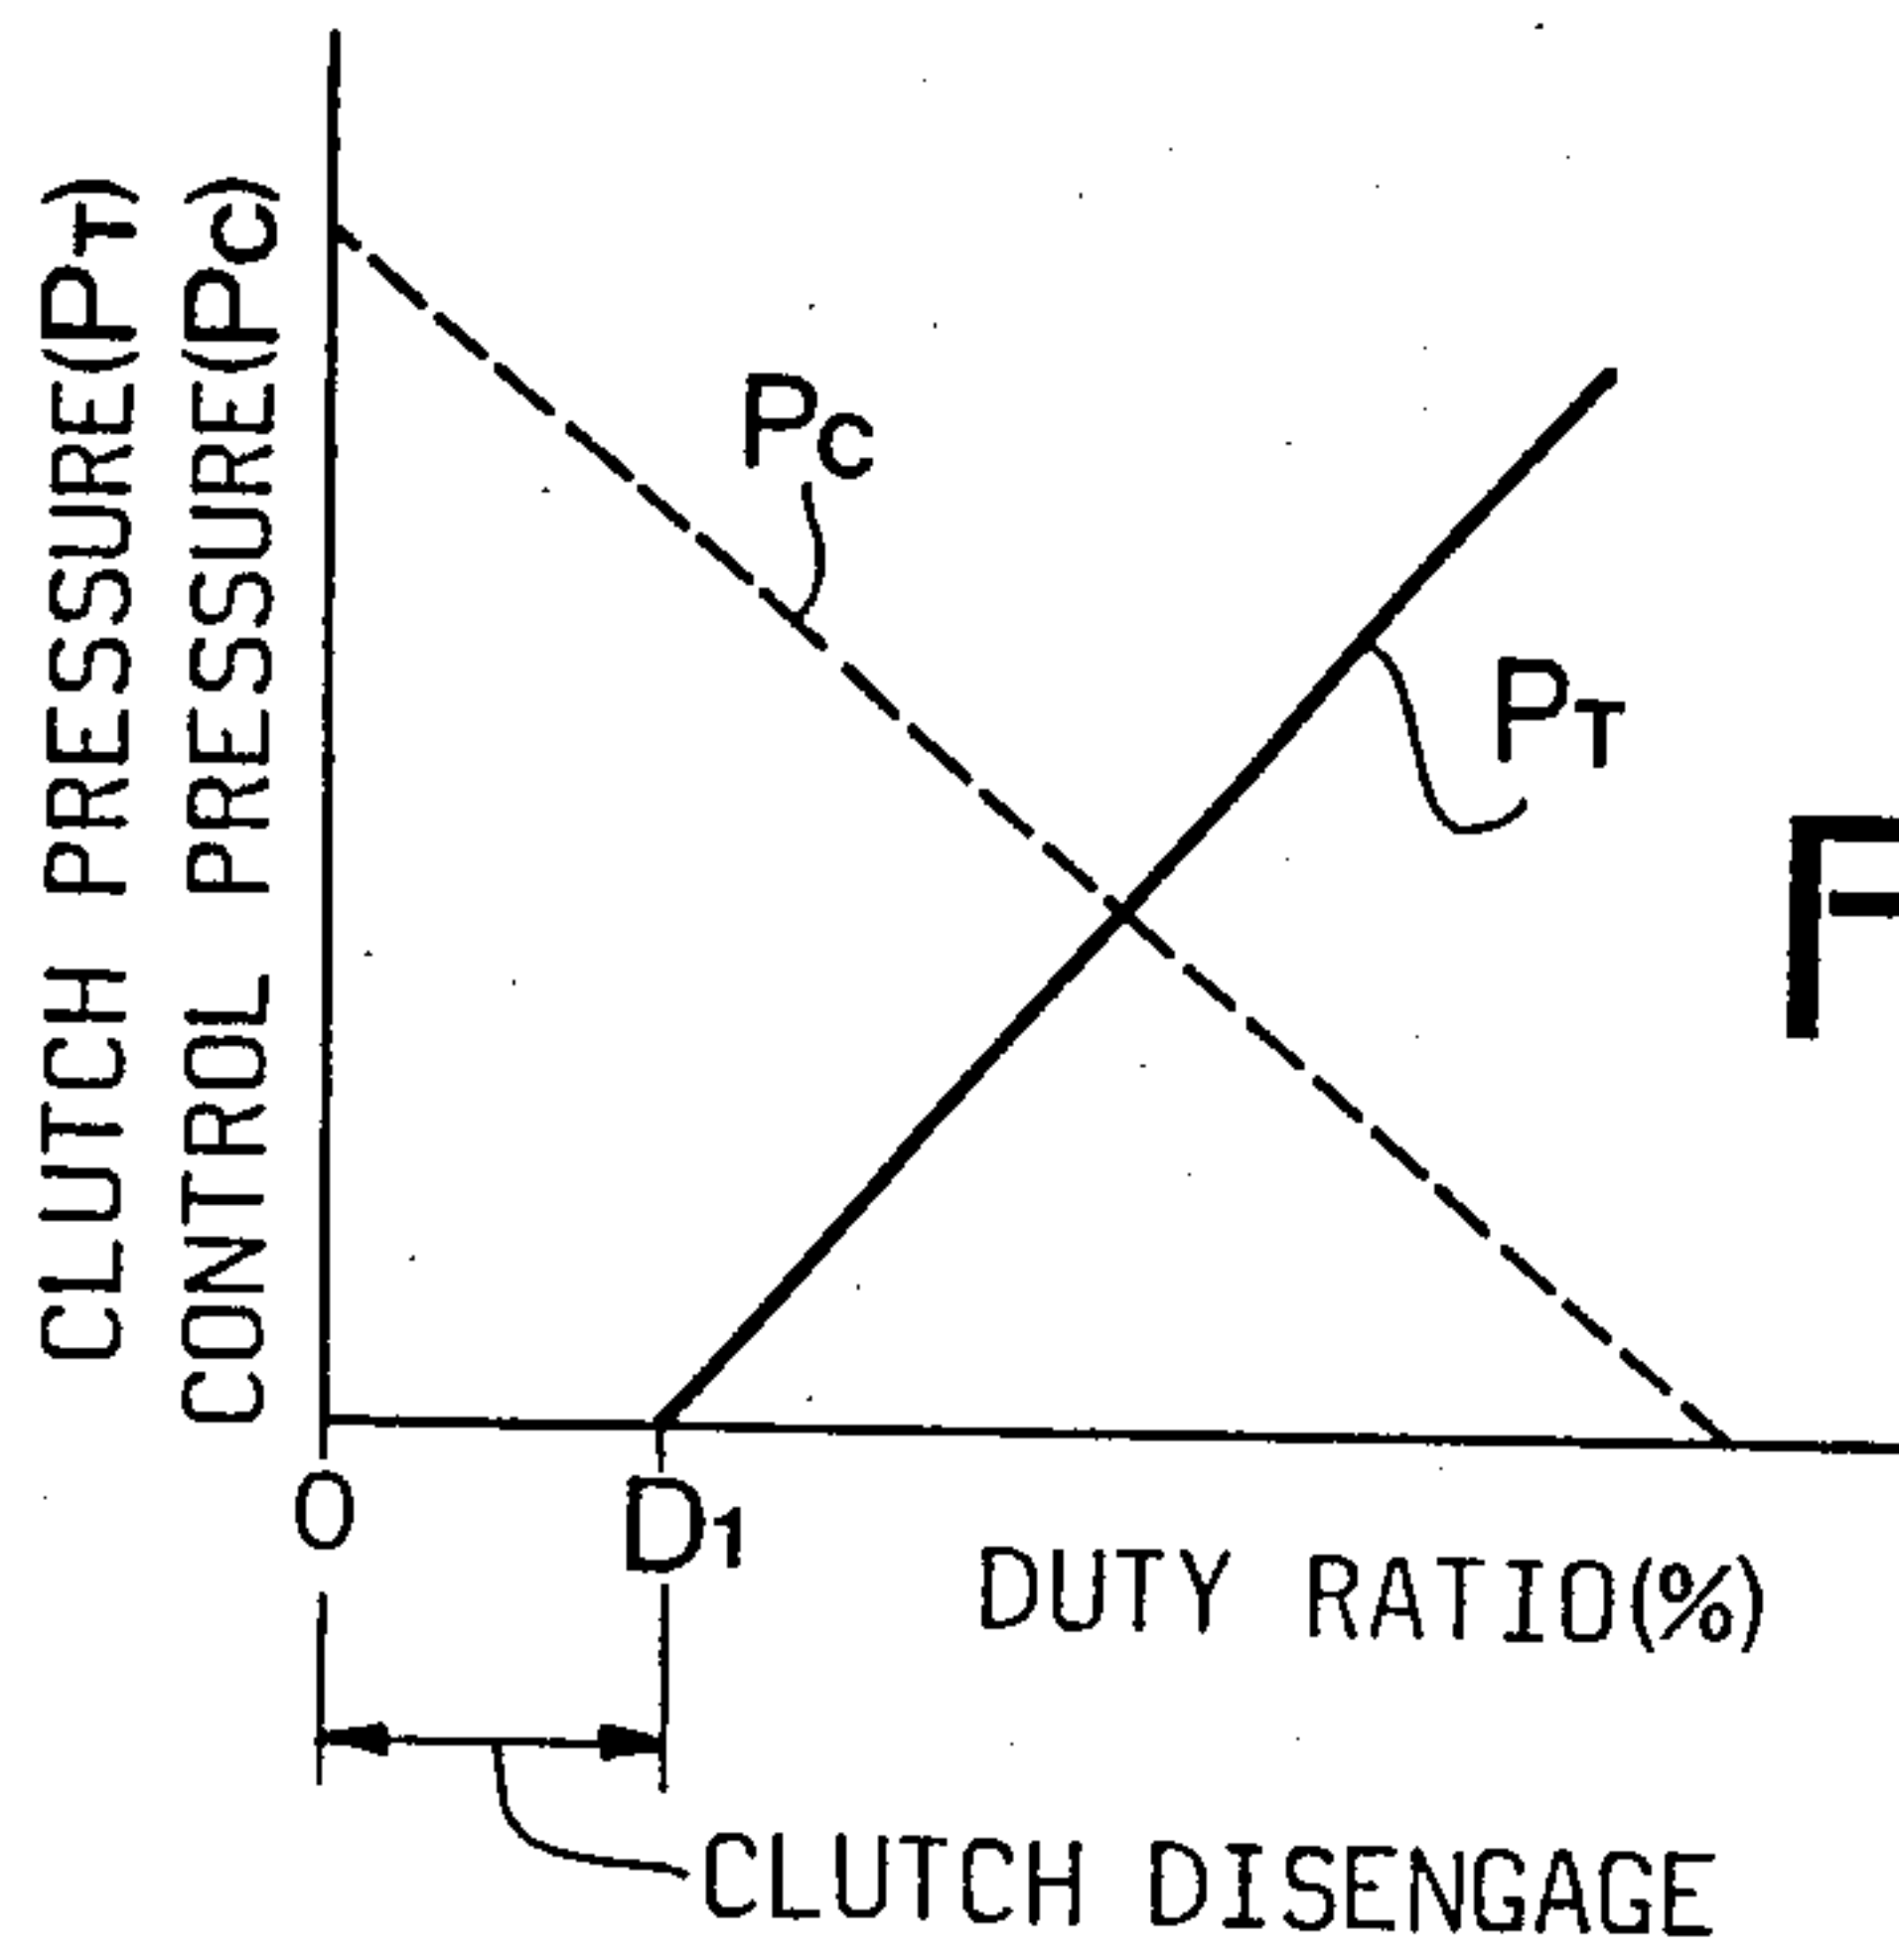 CLUTCH PRESSURE(PT)
CONTROL PRESSURE(PC)
PC
PT
F
0
D1
DUTY RATIO(%)
CLUTCH DISENGAGE